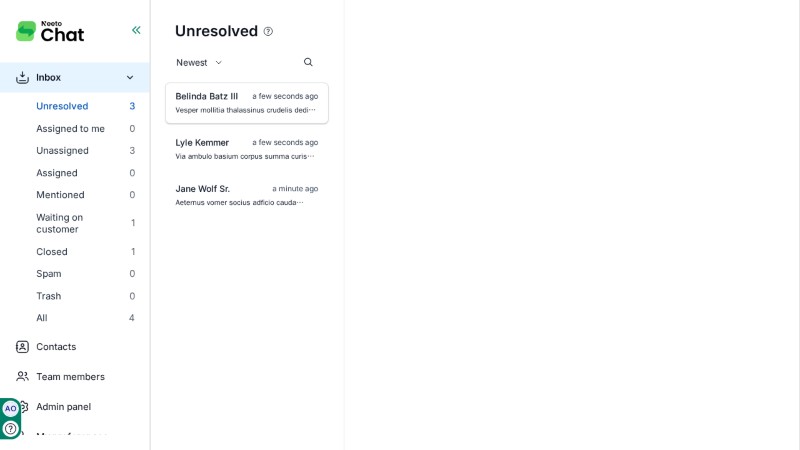 Neeto
Chat
Inbox
Unresolved 3
Assigned to me 0
Unassigned 3
Assigned 0
Mentioned 0
Waiting on
customer 1
Closed 1
Spam 0
Trash 0
All 4
Contacts
Team members
Admin panel
AO
Unresolved
Newest
Belinda Batz III a few seconds ago
Vesper mollitia thalassinus crudelis dedi...
Lyle Kemmer a few seconds ago
Via ambulo basium corpus summa curis...
Jane Wolf Sr. a minute ago
Aeternus vomer socius adficio cauda...